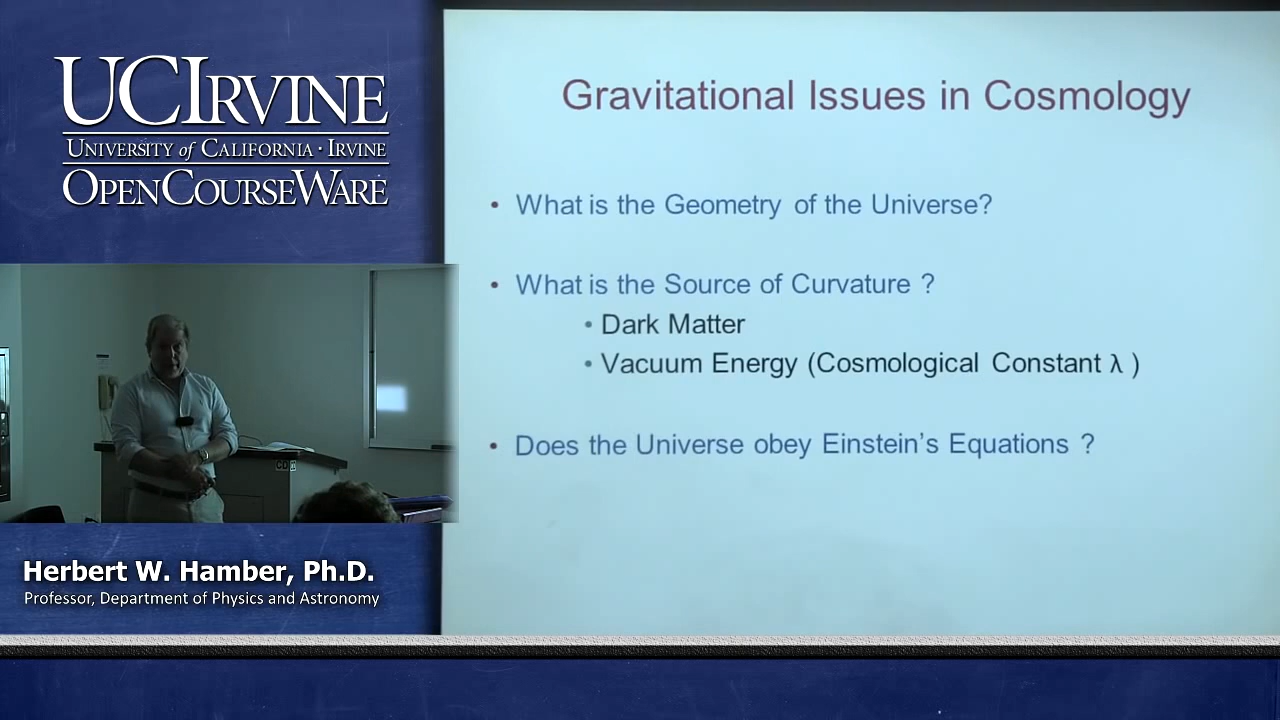 UCIRVINE
UNIVERSITY of CALIFORNIA · IRVINE
OPENCOURSEWARE
Herbert W. Hamber, Ph.D.
Professor, Department of Physics and Astronomy
Gravitational Issues in Cosmology
• What is the Geometry of the Universe?
• What is the Source of Curvature ?
• Dark Matter
• Vacuum Energy (Cosmological Constant λ )
• Does the Universe obey Einstein's Equations ?